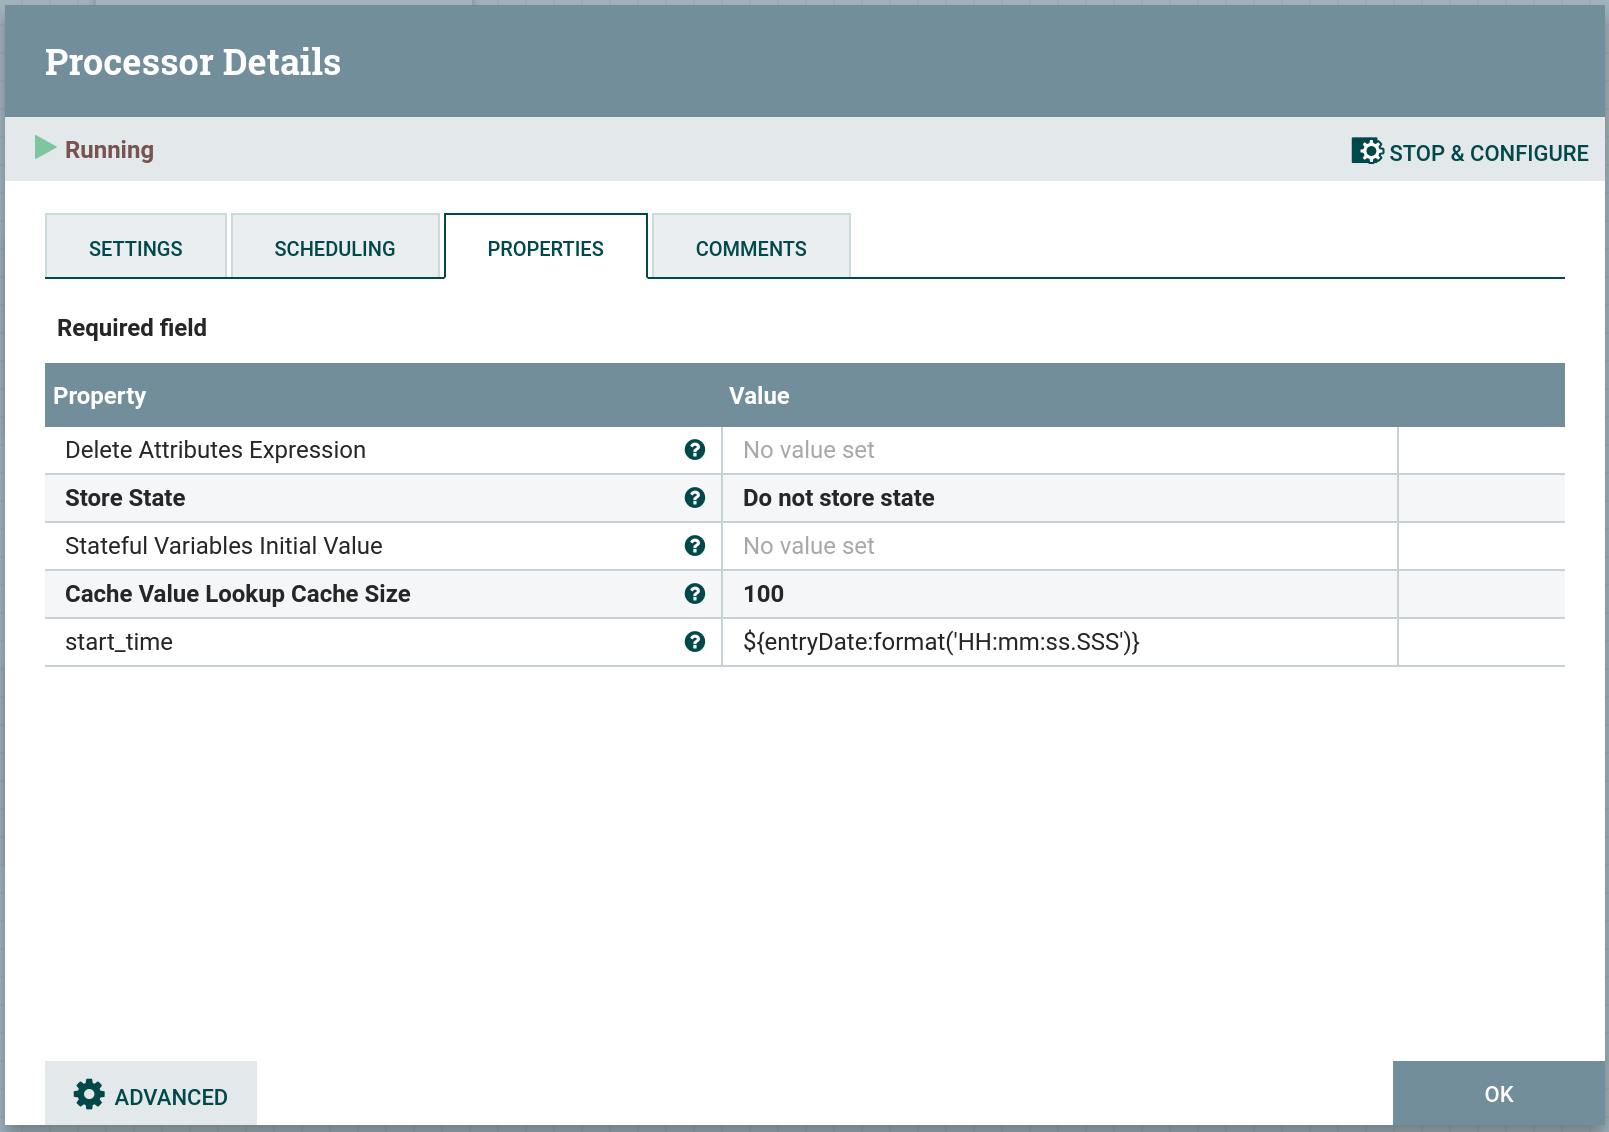 Processor Details
Running
STOP & CONFIGURE
SETTINGS SCHEDULING PROPERTIES COMMENTS
Required field
Property Value
Delete Attributes Expression ? No value set
Store State ? Do not store state
Stateful Variables Initial Value ? No value set
Cache Value Lookup Cache Size ? 100
start_time ? ${entryDate:format('HH:mm:ss.SSS')}
ADVANCED OK